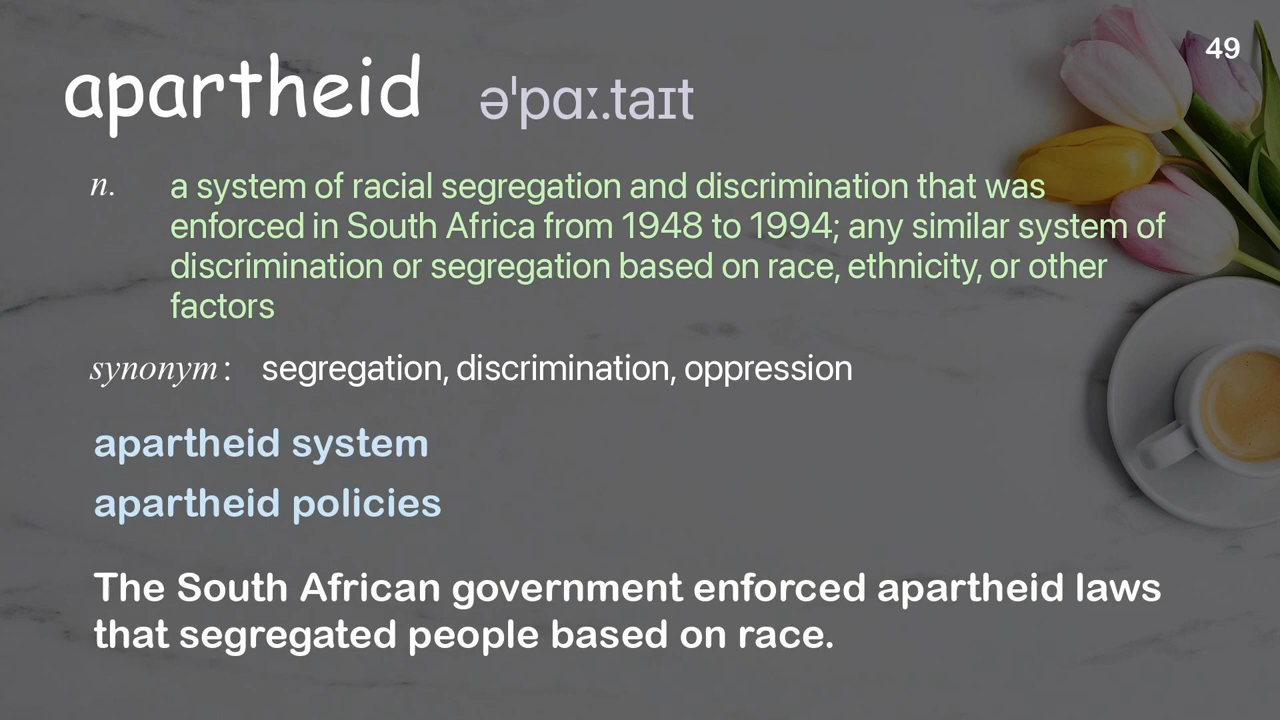 49
apartheid əˈpɑː.taɪt
n. a system of racial segregation and discrimination that was
enforced in South Africa from 1948 to 1994; any similar system of
discrimination or segregation based on race, ethnicity, or other
factors
synonym: segregation, discrimination, oppression
apartheid system
apartheid policies
The South African government enforced apartheid laws
that segregated people based on race.